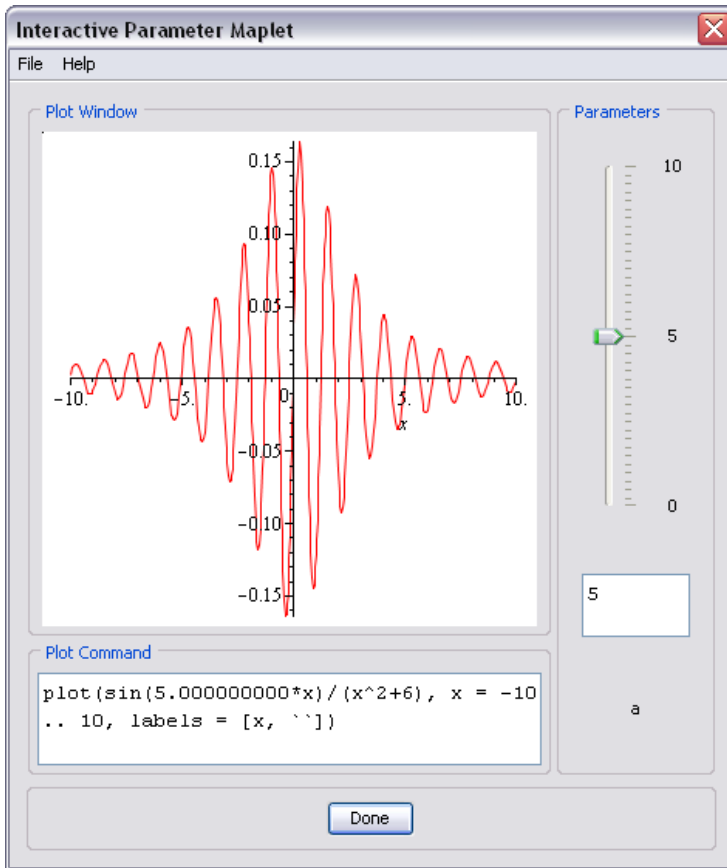 Interactive Parameter Maplet
File Help
Plot Window
0.15
0.10
0.05
-10. -5. 0 5. 10.
x
-0.05
-0.10
-0.15
Parameters
10
5
0
5
a
Plot Command
plot(sin(5.000000000*x)/(x^2+6), x = -10
.. 10, labels = [x, ``])
Done